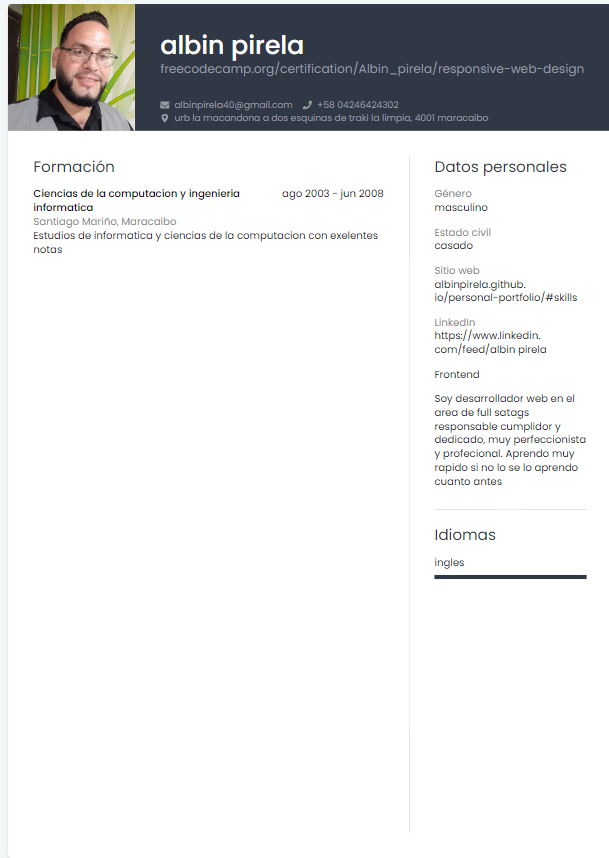 albin pirela
freecodecamp.org/certification/Albin_pirela/responsive-web-design
albinpirela40@gmail.com +58 04246424302
urb la macandona a dos esquinas de traki la limpia, 4001 maracaibo
Formación
Ciencias de la computacion y ingenieria ago 2003 - jun 2008
informatica
Santiago Mariño, Maracaibo
Estudios de informatica y ciencias de la computacion con exelentes
notas
Datos personales
Género
masculino
Estado civil
casado
Sitio web
albinpirela.github.
io/personal-portfolio/#skills
LinkedIn
https://www.linkedin.
com/feed/albin pirela
Frontend
Soy desarrollador web en el
area de full satags
responsable cumplidor y
dedicado, muy perfeccionista
y profecional. Aprendo muy
rapido si no lo se lo aprendo
cuanto antes
Idiomas
ingles